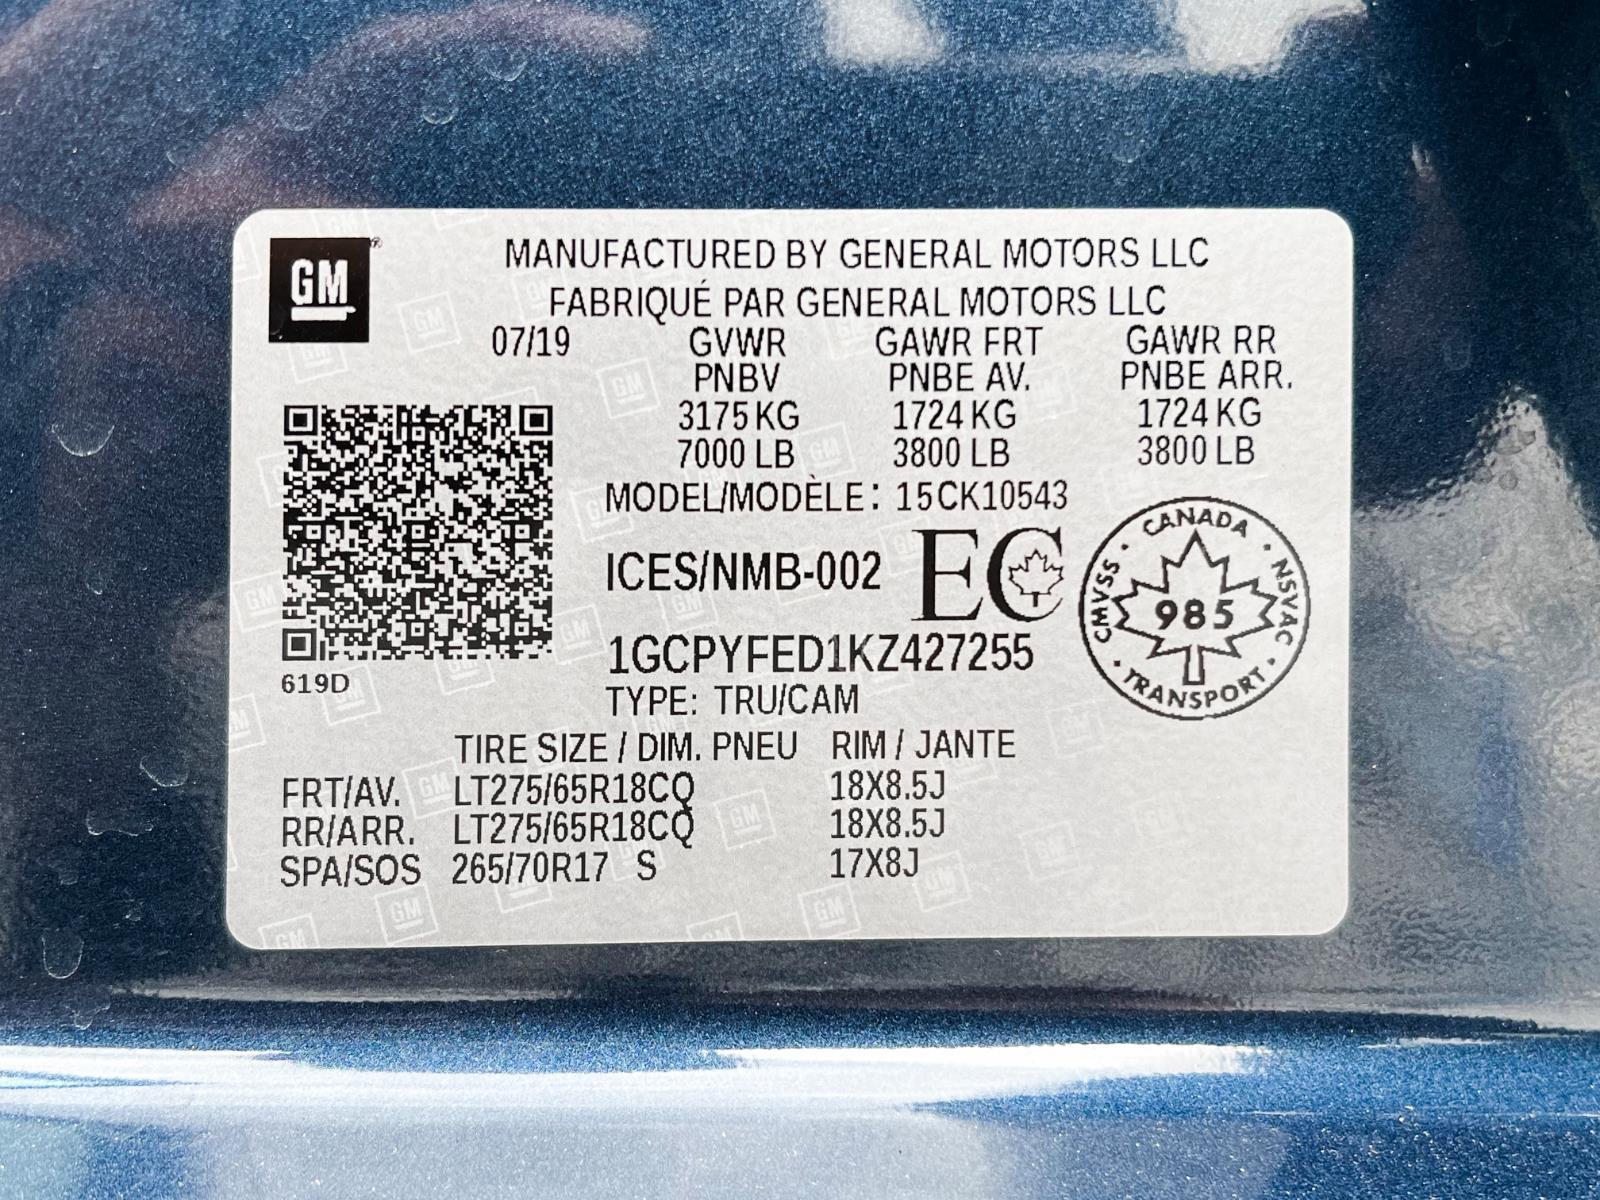 GM
MANUFACTURED BY GENERAL MOTORS LLC
FABRIQUÉ PAR GENERAL MOTORS LLC
07/19 GVWR GAWR FRT GAWR RR
PNBV PNBE AV. PNBE ARR.
3175 KG 1724 KG 1724 KG
7000 LB 3800 LB 3800 LB
MODEL/MODÈLE: 15CK10543
ICES/NMB-002 EC
CANADA · NSVAC · TRANSPORT · CMVSS ·
985
1GCPYFED1KZ427255
619D
TYPE: TRU/CAM
TIRE SIZE / DIM. PNEU RIM / JANTE
FRT/AV. LT275/65R18CQ 18X8.5J
RR/ARR. LT275/65R18CQ 18X8.5J
SPA/SOS 265/70R17 S 17X8J